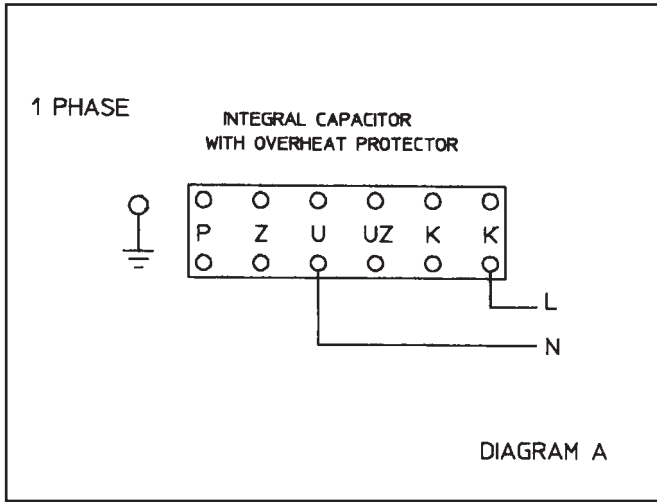 1 PHASE
INTEGRAL CAPACITOR
WITH OVERHEAT PROTECTOR
P Z U UZ K K
L
N
DIAGRAM A